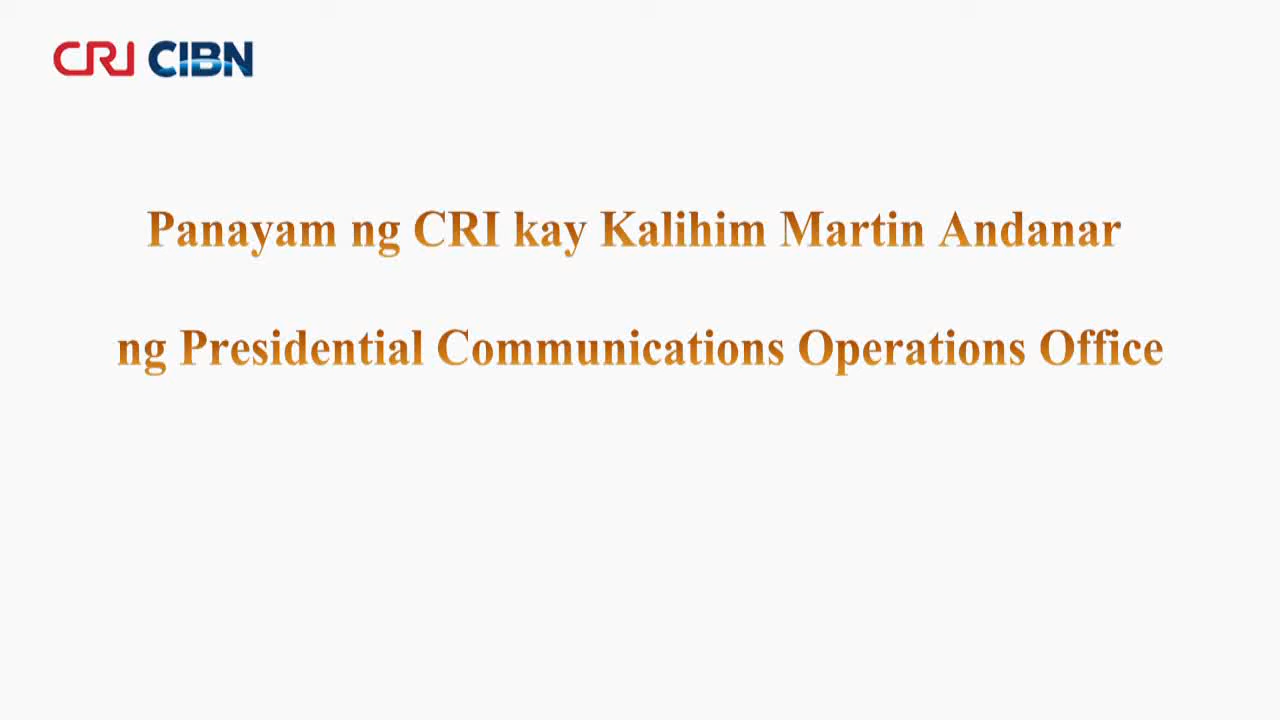 CRI CIBN
Panayam ng CRI kay Kalihim Martin Andanar
ng Presidential Communications Operations Office